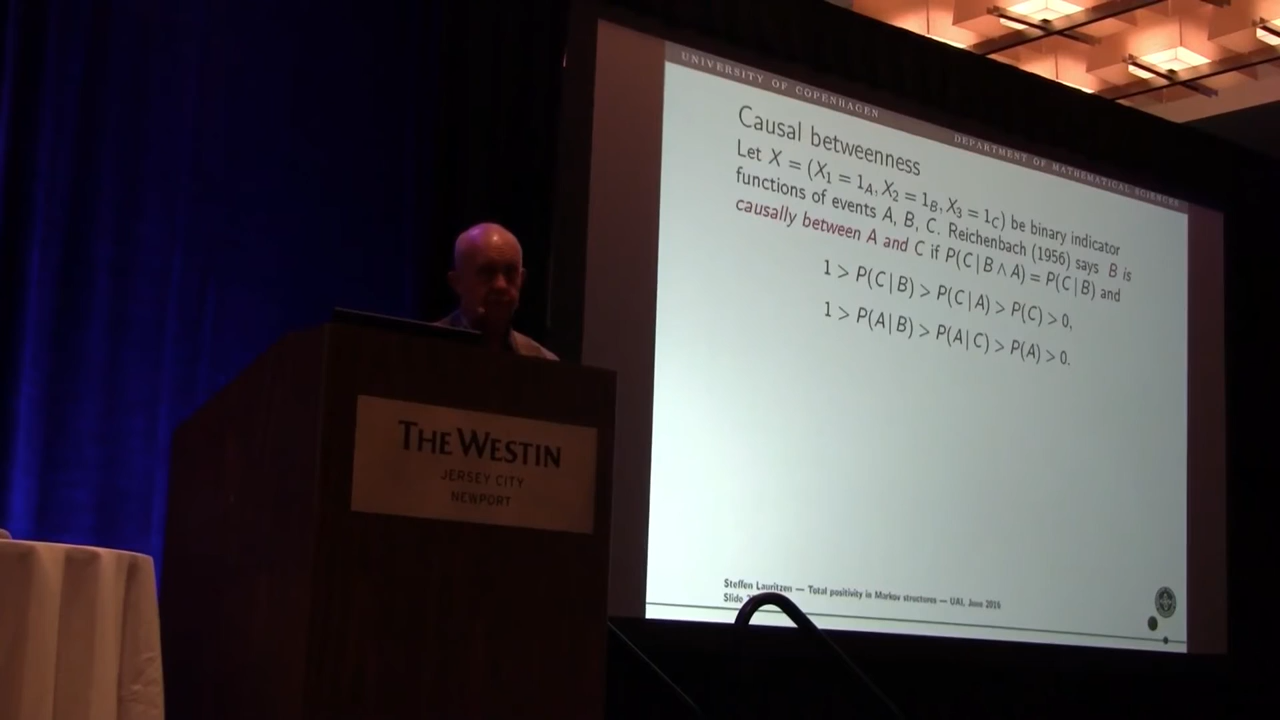 UNIVERSITY OF COPENHAGEN
DEPARTMENT OF MATHEMATICAL SCIENCES
Causal betweenness
Let X = (X₁ = 1_A, X₂ = 1_B, X₃ = 1_C) be binary indicator
functions of events A, B, C. Reichenbach (1956) says B is
causally between A and C if P(C | B ∧ A) = P(C | B) and
1 > P(C | B) > P(C | A) > P(C) > 0,
1 > P(A | B) > P(A | C) > P(A) > 0.
Steffen Lauritzen — Total positivity in Markov structures — UAI, June 2016
Slide
THE WESTIN
JERSEY CITY
NEWPORT